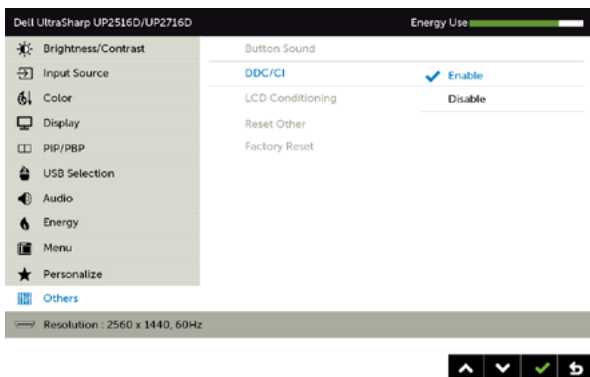 Dell UltraSharp UP2516D/UP2716D Energy Use
Brightness/Contrast Button Sound
Input Source DDC/CI Enable
Color LCD Conditioning Disable
Display Reset Other
PIP/PBP Factory Reset
USB Selection
Audio
Energy
Menu
Personalize
Others
Resolution : 2560 x 1440, 60Hz